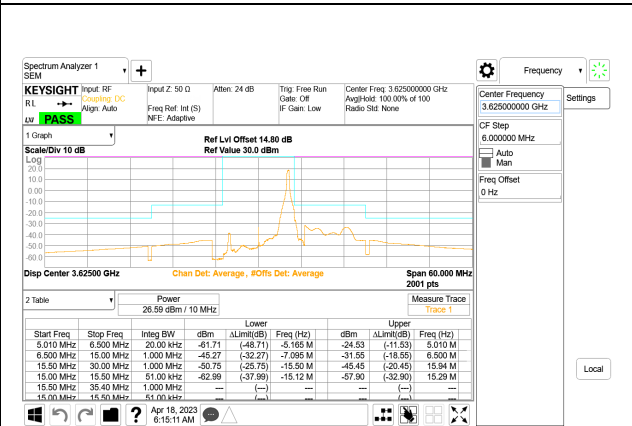 Spectrum Analyzer 1
SEM
+
Frequency
KEYSIGHT Input: RF Input Z: 50 Ω Atten: 24 dB Trig: Free Run Center Freq: 3.625000000 GHz
Coupling: DC Gate: Off Avg|Hold: 100.00% of 100
RL Align: Auto Freq Ref: Int (S) IF Gain: Low Radio Std: None
NFE: Adaptive
LXI PASS
Center Frequency
3.625000000 GHz
Settings
CF Step
6.000000 MHz
Auto
Man
Freq Offset
0 Hz
1 Graph
Ref Lvl Offset 14.80 dB
Scale/Div 10 dB Ref Value 30.0 dBm
Log
20.0
10.0
0.00
-10.0
-20.0
-30.0
-40.0
-50.0
-60.0
Disp Center 3.62500 GHz Chan Det: Average, #Offs Det: Average Span 60.000 MHz
2001 pts
2 Table
Power
26.59 dBm / 10 MHz
Measure Trace
Trace 1
Lower Upper
Start Freq Stop Freq Integ BW dBm ΔLimit(dB) Freq (Hz) dBm ΔLimit(dB) Freq (Hz)
5.010 MHz 6.500 MHz 20.00 kHz -61.71 (-48.71) -5.165 M -24.53 (-11.53) 5.010 M
6.500 MHz 15.00 MHz 1.000 MHz -45.27 (-32.27) -7.095 M -31.55 (-18.55) 6.500 M
15.50 MHz 30.00 MHz 1.000 MHz -50.75 (-25.75) -15.50 M -45.45 (-20.45) 15.94 M
15.00 MHz 15.50 MHz 51.00 kHz -62.99 (-37.99) -15.12 M -57.90 (-32.90) 15.29 M
15.50 MHz 35.40 MHz 1.000 MHz --- (---) --- --- (---) ---
15.00 MHz 15.50 MHz 51.00 kHz --- (---) --- --- (---) ---
Local
? Apr 18, 2023
6:15:11 AM